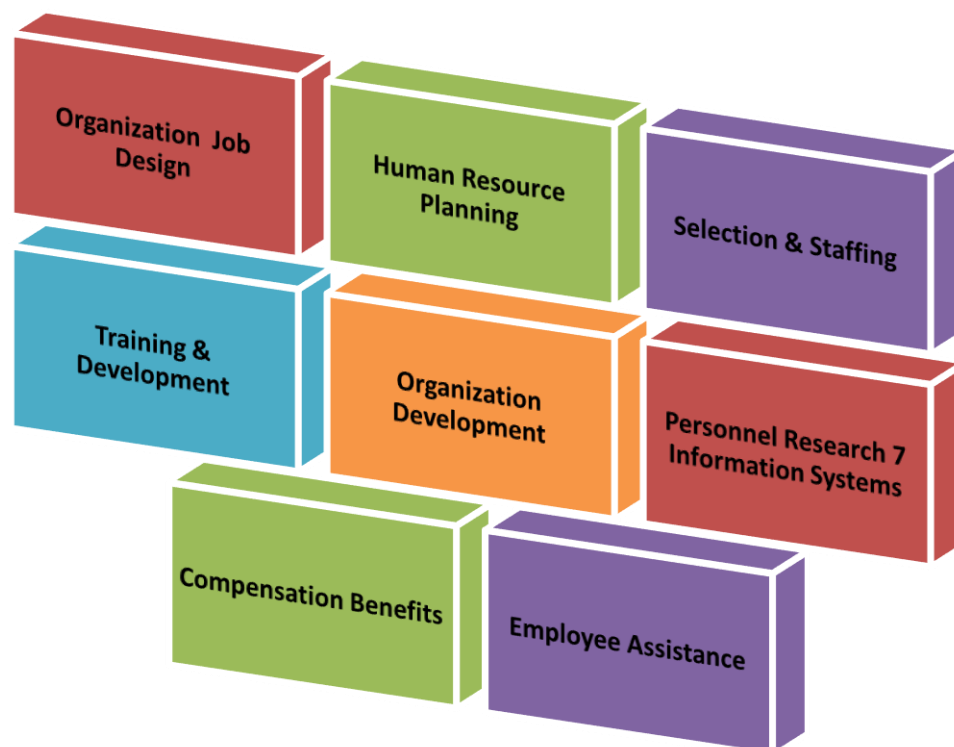 Organization Job
Design
Human Resource
Planning
Selection & Staffing
Training &
Development
Organization
Development
Personnel Research 7
Information Systems
Compensation Benefits
Employee Assistance